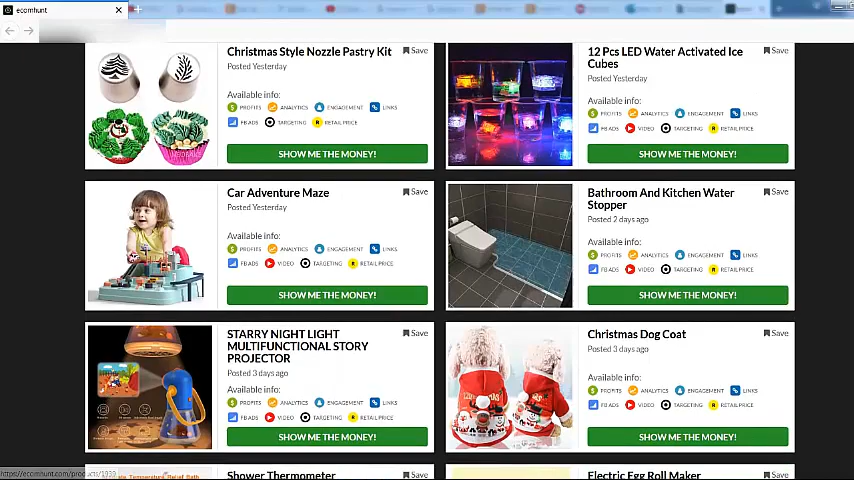 ecomhunt
Christmas Style Nozzle Pastry Kit
Save
Posted Yesterday
Available info:
PROFITS ANALYTICS ENGAGEMENT LINKS
FB ADS TARGETING RETAIL PRICE
SHOW ME THE MONEY!
12 Pcs LED Water Activated Ice
Cubes
Save
Posted Yesterday
Available info:
PROFITS ANALYTICS ENGAGEMENT LINKS
FB ADS VIDEO TARGETING RETAIL PRICE
SHOW ME THE MONEY!
Car Adventure Maze
Save
Posted Yesterday
Available info:
PROFITS ANALYTICS ENGAGEMENT LINKS
FB ADS VIDEO TARGETING RETAIL PRICE
SHOW ME THE MONEY!
Bathroom And Kitchen Water
Stopper
Save
Posted 2 days ago
Available info:
PROFITS ANALYTICS ENGAGEMENT LINKS
FB ADS VIDEO TARGETING RETAIL PRICE
SHOW ME THE MONEY!
STARRY NIGHT LIGHT
MULTIFUNCTIONAL STORY
PROJECTOR
Save
Posted 3 days ago
Available info:
PROFITS ANALYTICS ENGAGEMENT LINKS
FB ADS VIDEO TARGETING RETAIL PRICE
SHOW ME THE MONEY!
Christmas Dog Coat
Save
Posted 3 days ago
Available info:
PROFITS ANALYTICS ENGAGEMENT LINKS
FB ADS VIDEO TARGETING RETAIL PRICE
SHOW ME THE MONEY!
https://ecomhunt.com/products/1939
Temperature Relief Bath
Shower Thermometer
Save
Electric Egg Roll Maker
Save